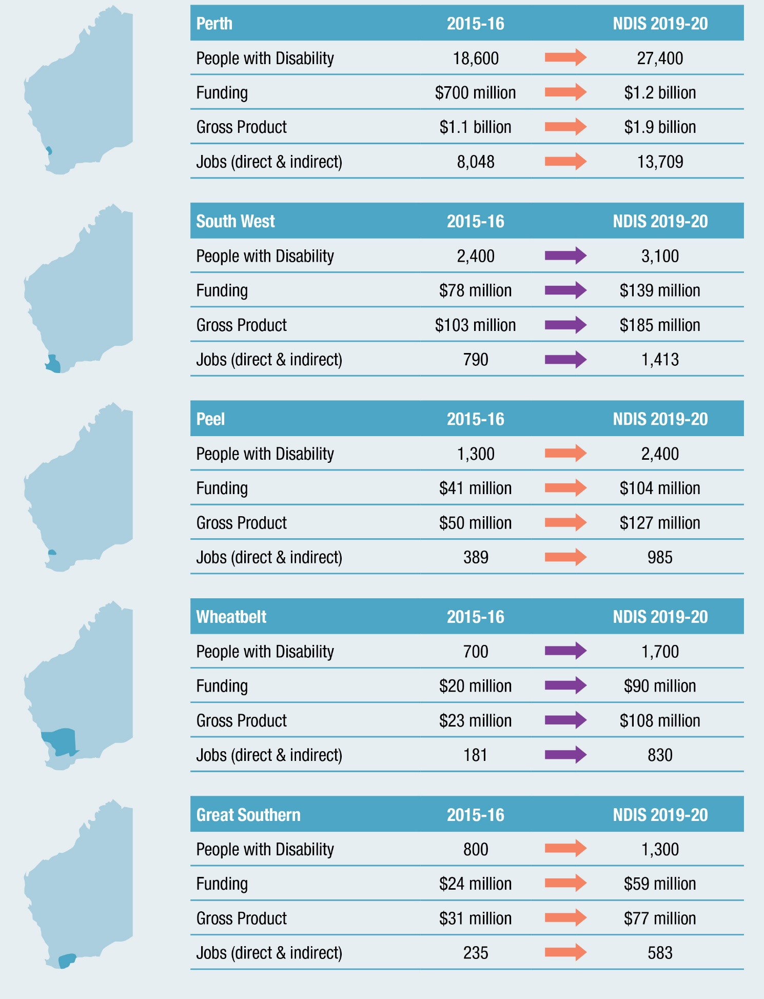 Perth 2015-16 NDIS 2019-20
People with Disability 18,600 27,400
Funding $700 million $1.2 billion
Gross Product $1.1 billion $1.9 billion
Jobs (direct & indirect) 8,048 13,709
South West 2015-16 NDIS 2019-20
People with Disability 2,400 3,100
Funding $78 million $139 million
Gross Product $103 million $185 million
Jobs (direct & indirect) 790 1,413
Peel 2015-16 NDIS 2019-20
People with Disability 1,300 2,400
Funding $41 million $104 million
Gross Product $50 million $127 million
Jobs (direct & indirect) 389 985
Wheatbelt 2015-16 NDIS 2019-20
People with Disability 700 1,700
Funding $20 million $90 million
Gross Product $23 million $108 million
Jobs (direct & indirect) 181 830
Great Southern 2015-16 NDIS 2019-20
People with Disability 800 1,300
Funding $24 million $59 million
Gross Product $31 million $77 million
Jobs (direct & indirect) 235 583